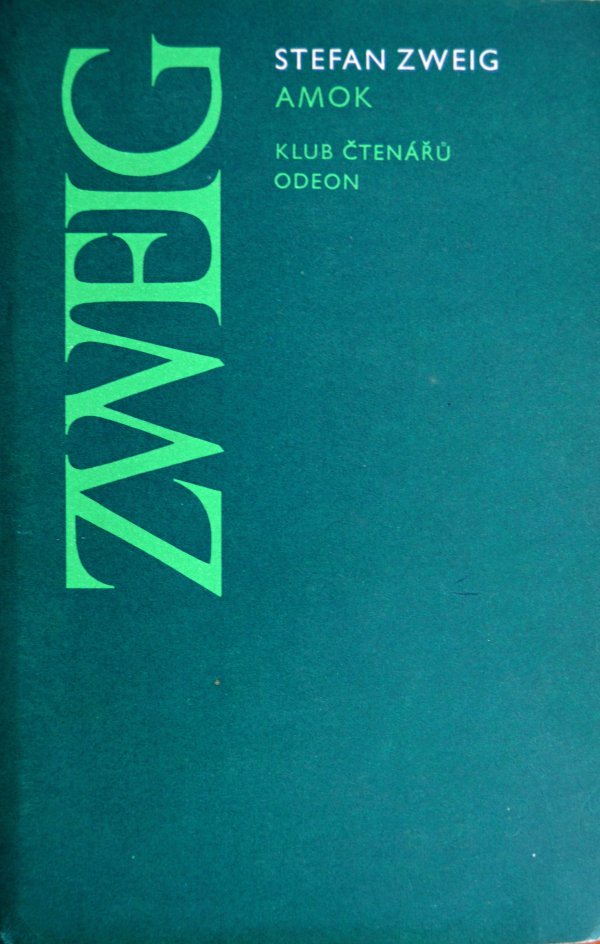 ZWEIG
STEFAN ZWEIG
AMOK
KLUB ČTENÁŘŮ
ODEON